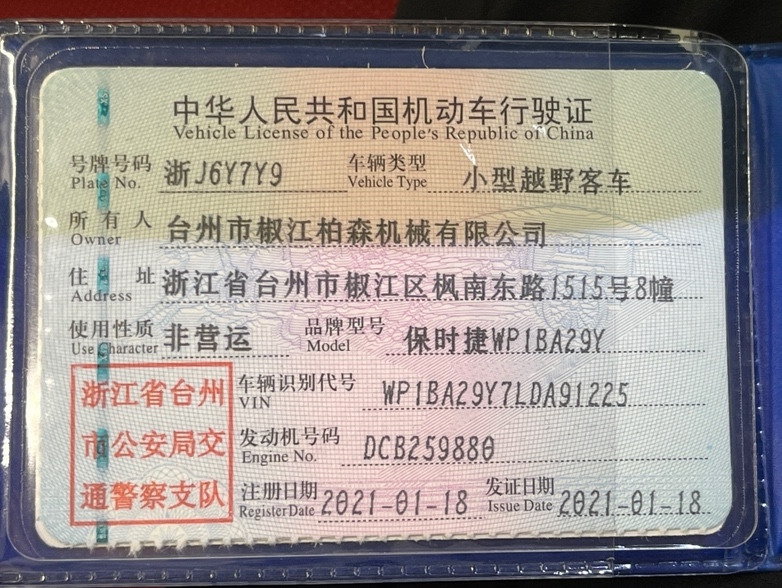 中华人民共和国机动车行驶证
Vehicle License of the People's Republic of China
号牌号码 浙J6Y7Y9 车辆类型 小型越野客车
Plate No. Vehicle Type
所有人 台州市椒江柏森机械有限公司
Owner
住址 浙江省台州市椒江区枫南东路1515号8幢
Address
使用性质 非营运 品牌型号 保时捷WP1BA29Y
Use Character Model
浙江省台州 车辆识别代号 WP1BA29Y7LDA91225
VIN
市公安局交 发动机号码 DCB259880
Engine No.
通警察支队 注册日期 2021-01-18 发证日期 2021-01-18
Register Date Issue Date